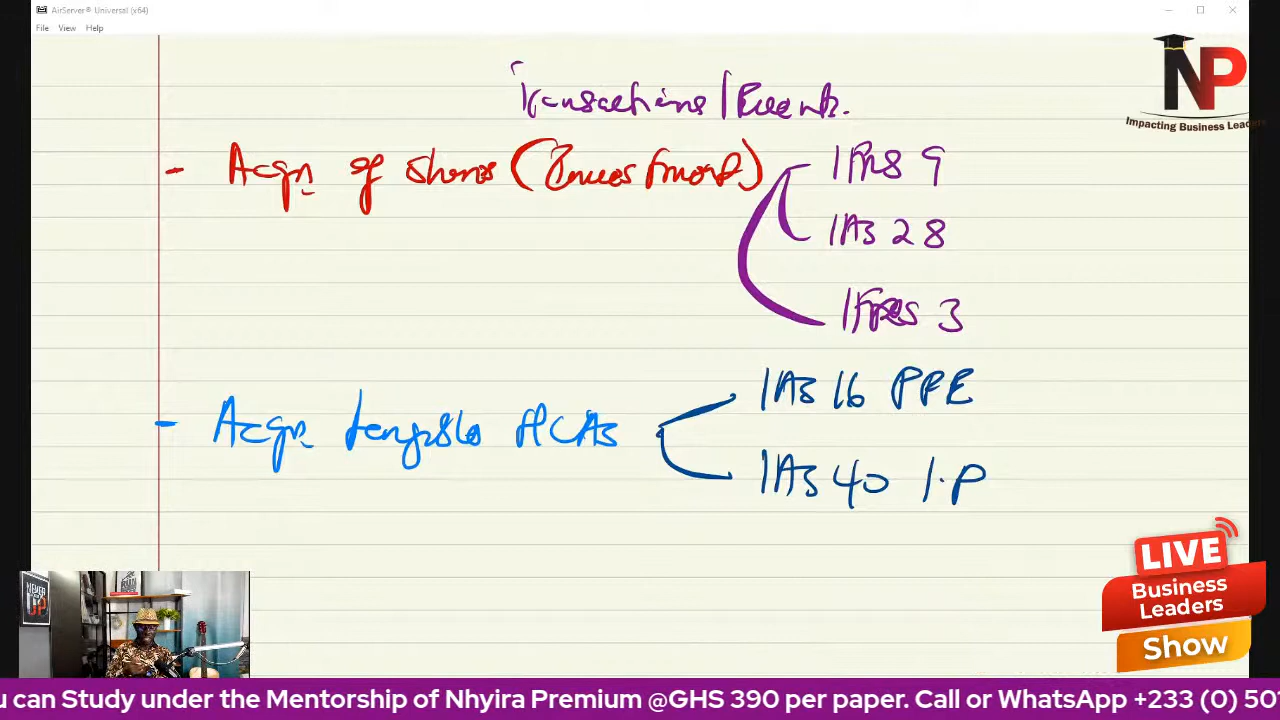 AirServer® Universal (x64)
File View Help
NP
Impacting Business Leaders
Transactions/Events.
- Acqn of shares (Investment) IFRS 9
IAS 28
IFRS 3
- Acqn tangible NCAs IAS 16 PPE
IAS 40 I.P
LIVE
Business
Leaders
Show
u can Study under the Mentorship of Nhyira Premium @GHS 390 per paper. Call or WhatsApp +233 (0) 50